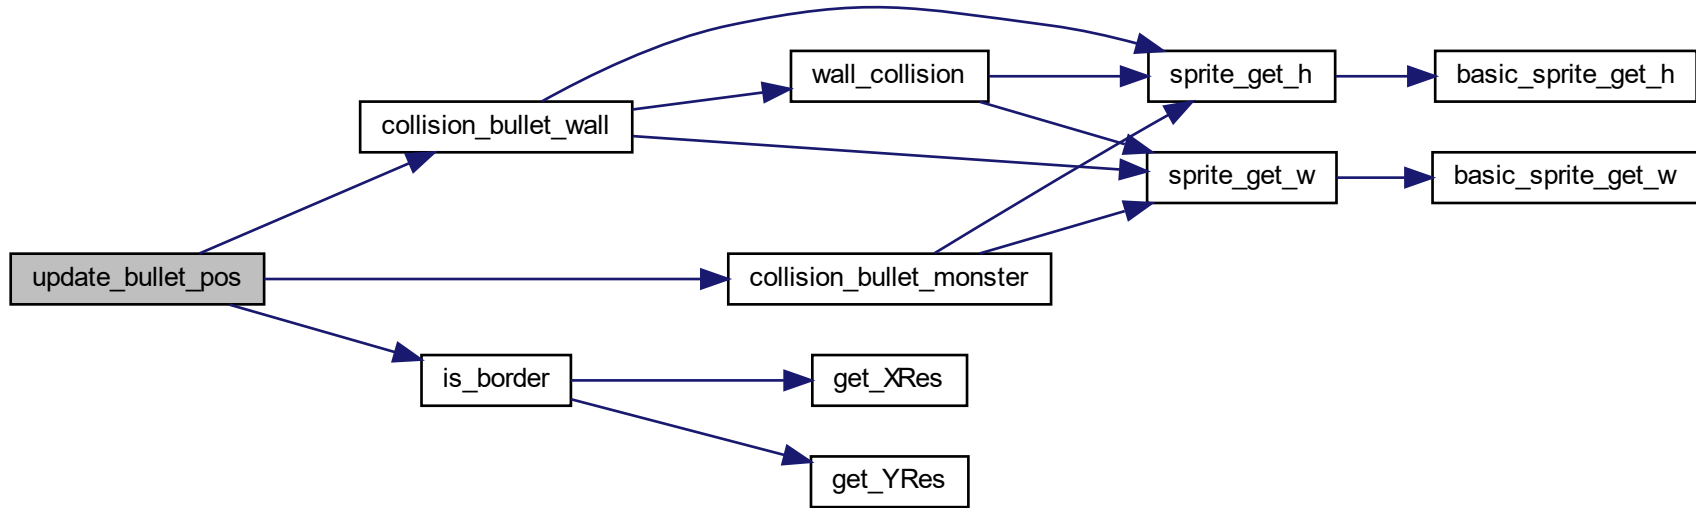 wall_collision
sprite_get_h
basic_sprite_get_h
collision_bullet_wall
sprite_get_w
basic_sprite_get_w
update_bullet_pos
collision_bullet_monster
is_border
get_XRes
get_YRes